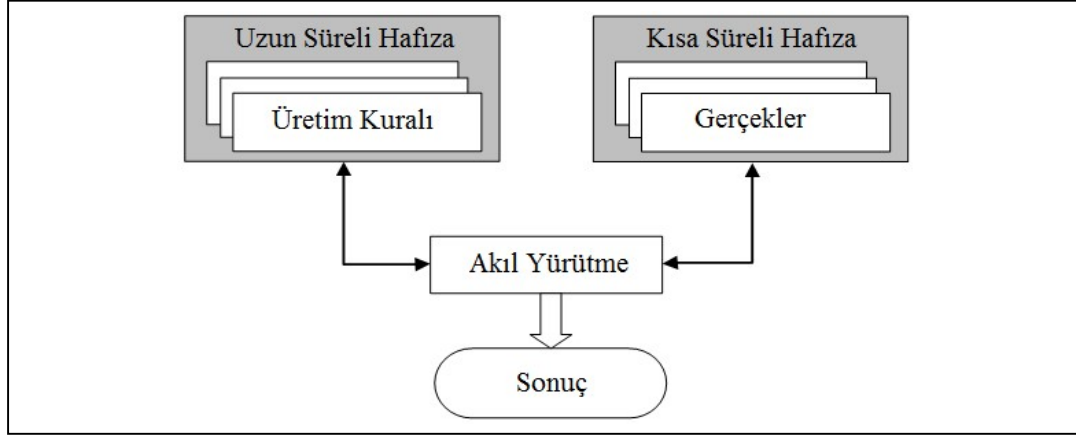 Uzun Süreli Hafıza
Üretim Kuralı
Kısa Süreli Hafıza
Gerçekler
Akıl Yürütme
Sonuç